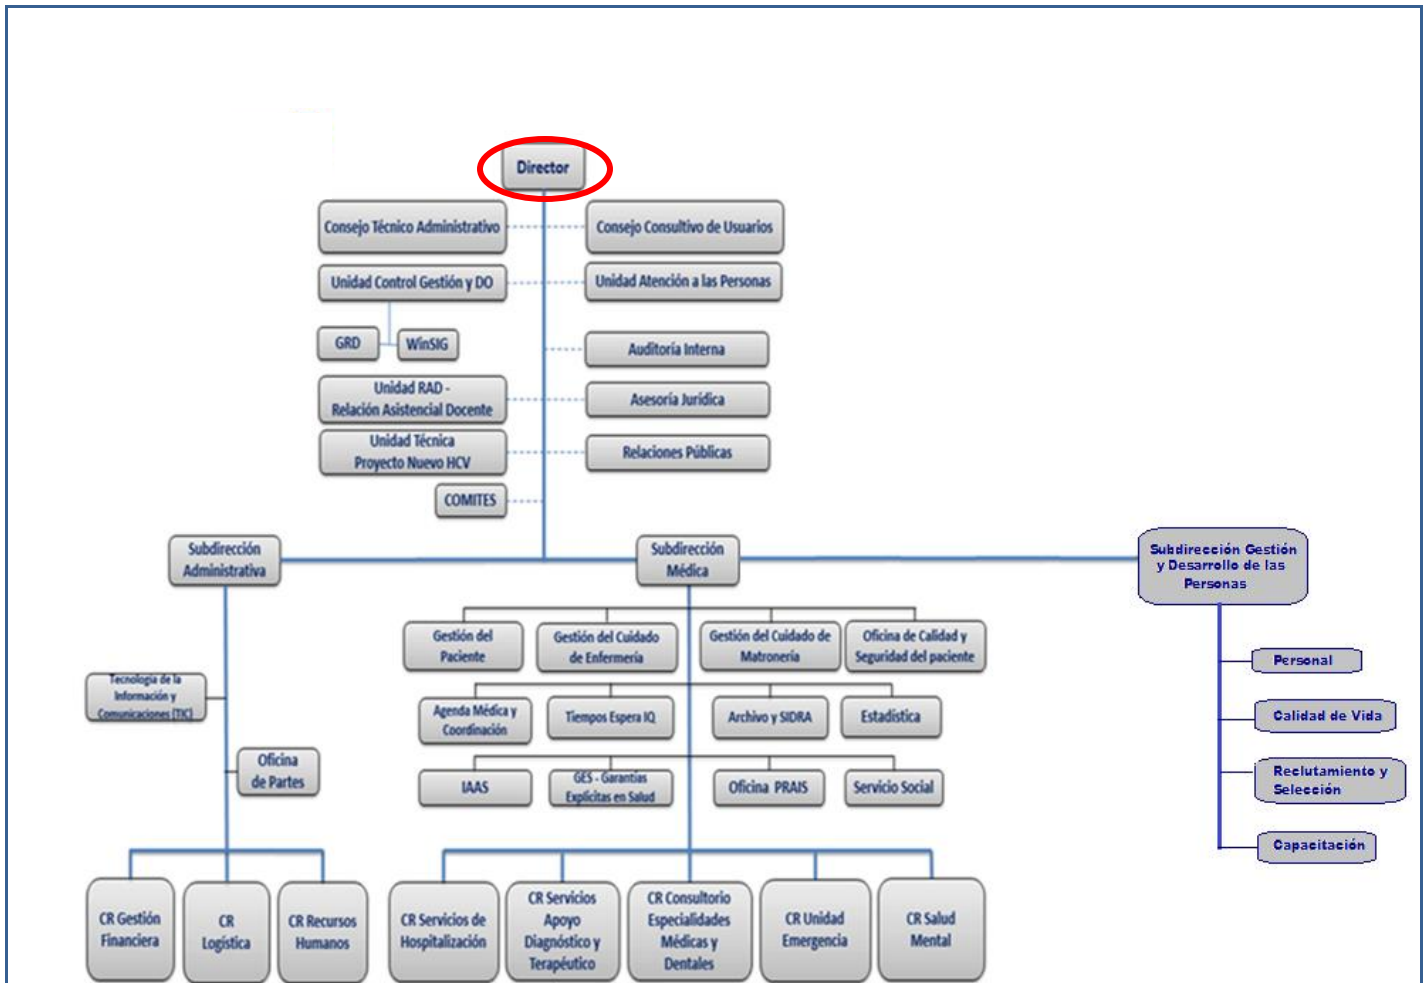 Director
Consejo Técnico Administrativo
Consejo Consultivo de Usuarios
Unidad Control Gestión y DO
Unidad Atención a las Personas
GRD
WinSIG
Auditoría Interna
Unidad RAD -
Relación Asistencial Docente
Asesoría Jurídica
Unidad Técnica
Proyecto Nuevo HCV
Relaciones Públicas
COMITES
Subdirección
Administrativa
Subdirección
Médica
Subdirección Gestión
y Desarrollo de las
Personas
Gestión del
Paciente
Gestión del Cuidado
de Enfermería
Gestión del Cuidado de
Matronería
Oficina de Calidad y
Seguridad del paciente
Personal
Tecnología de la
Información y
Comunicaciones (TIC)
Agenda Médica y
Coordinación
Tiempos Espera IQ
Archivo y SIDRA
Estadística
Calidad de Vida
Oficina
de Partes
IAAS
GES - Garantías
Explícitas en Salud
Oficina PRAIS
Servicio Social
Reclutamiento y
Selección
Capacitación
CR Gestión
Financiera
CR
Logística
CR Recursos
Humanos
CR Servicios de
Hospitalización
CR Servicios
Apoyo
Diagnóstico y
Terapéutico
CR Consultorio
Especialidades
Médicas y
Dentales
CR Unidad
Emergencia
CR Salud
Mental